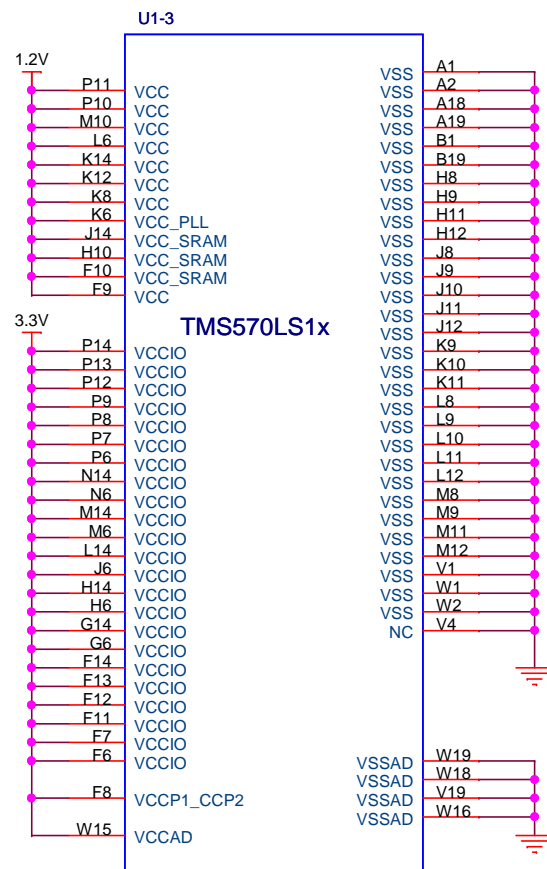 U1-3
1.2V
P11 VCC
P10 VCC
M10 VCC
L6 VCC
K14 VCC
K12 VCC
K8 VCC
K6 VCC_PLL
J14 VCC_SRAM
H10 VCC_SRAM
F10 VCC_SRAM
F9 VCC
TMS570LS1x
3.3V
P14 VCCIO
P13 VCCIO
P12 VCCIO
P9 VCCIO
P8 VCCIO
P7 VCCIO
P6 VCCIO
N14 VCCIO
N6 VCCIO
M14 VCCIO
M6 VCCIO
L14 VCCIO
J6 VCCIO
H14 VCCIO
H6 VCCIO
G14 VCCIO
G6 VCCIO
F14 VCCIO
F13 VCCIO
F12 VCCIO
F11 VCCIO
F7 VCCIO
F6 VCCIO
F8 VCCP1_CCP2
W15 VCCAD
VSS A1
VSS A2
VSS A18
VSS A19
VSS B1
VSS B19
VSS H8
VSS H9
VSS H11
VSS H12
VSS J8
VSS J9
VSS J10
VSS J11
VSS J12
VSS K9
VSS K10
VSS K11
VSS L8
VSS L9
VSS L10
VSS L11
VSS L12
VSS M8
VSS M9
VSS M11
VSS M12
VSS V1
VSS W1
VSS W2
NC V4
VSSAD W19
VSSAD W18
VSSAD V19
VSSAD W16